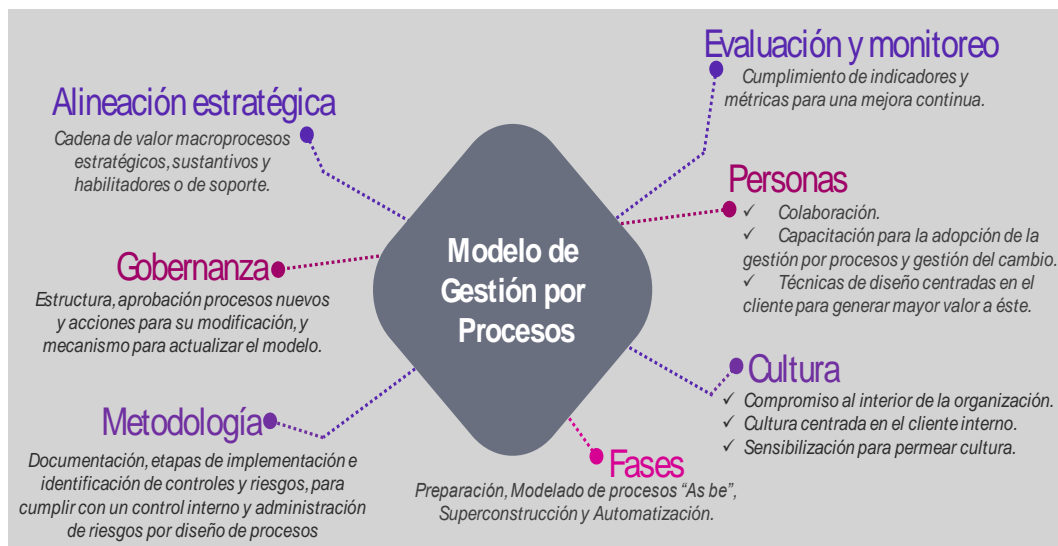 Alineación estratégica
Cadena de valor macroprocesos
estratégicos, sustantivos y
habilitadores o de soporte.
Gobernanza
Estructura, aprobación procesos nuevos
y acciones para su modificación, y
mecanismo para actualizar el modelo.
Metodología
Documentación, etapas de implementación e
identificación de controles y riesgos, para
cumplir con un control interno y administración
de riesgos por diseño de procesos
Modelo de
Gestión por
Procesos
Evaluación y monitoreo
Cumplimiento de indicadores y
métricas para una mejora continua.
Personas
✓ Colaboración.
✓ Capacitación para la adopción de la
gestión por procesos y gestión del cambio.
✓ Técnicas de diseño centradas en el
cliente para generar mayor valor a éste.
Cultura
✓ Compromiso al interior de la organización.
✓ Cultura centrada en el cliente interno.
✓ Sensibilización para permear cultura.
Fases
Preparación, Modelado de procesos “As be”,
Superconstrucción y Automatización.